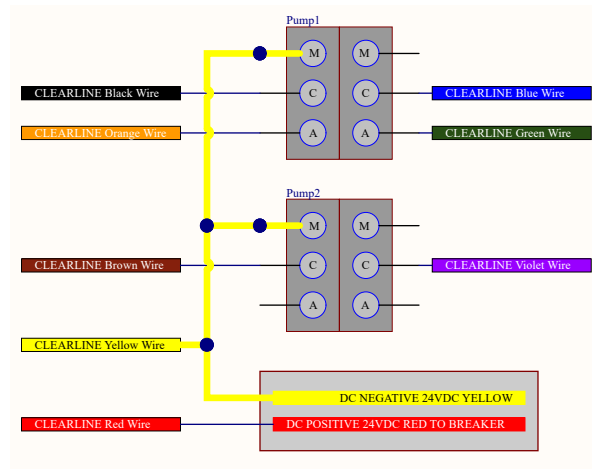 Pump1
M M
CLEARLINE Black Wire C C CLEARLINE Blue Wire
CLEARLINE Orange Wire A A CLEARLINE Green Wire
Pump2
M M
CLEARLINE Brown Wire C C CLEARLINE Violet Wire
A A
CLEARLINE Yellow Wire
DC NEGATIVE 24VDC YELLOW
CLEARLINE Red Wire DC POSITIVE 24VDC RED TO BREAKER